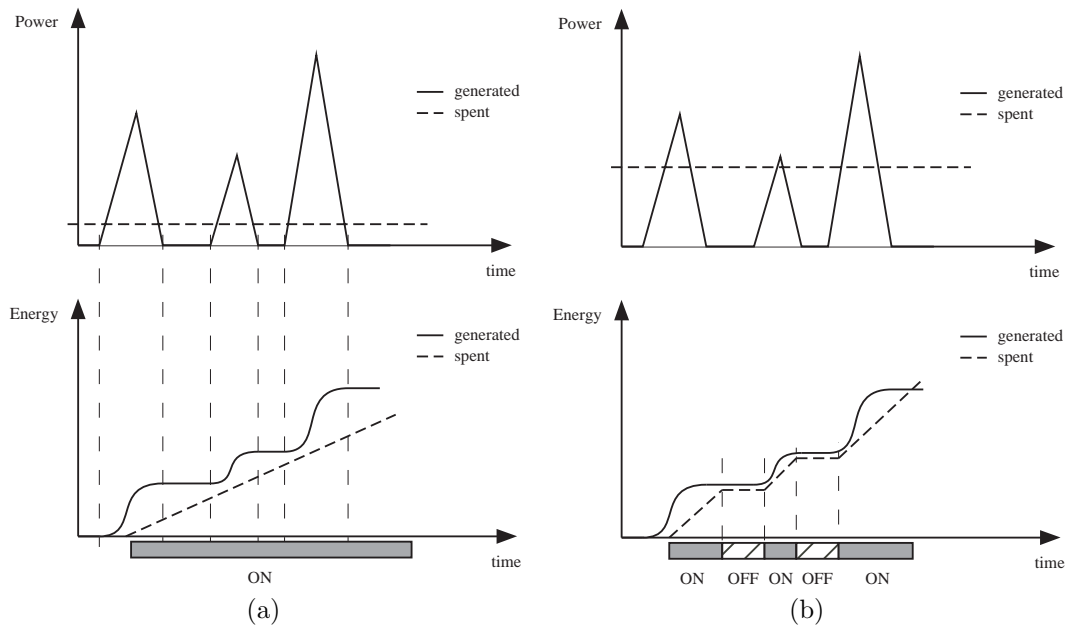 Power
generated
spent
time
Energy
generated
spent
time
ON
(a)
Power
generated
spent
time
Energy
generated
spent
time
ON OFF ON OFF ON
(b)